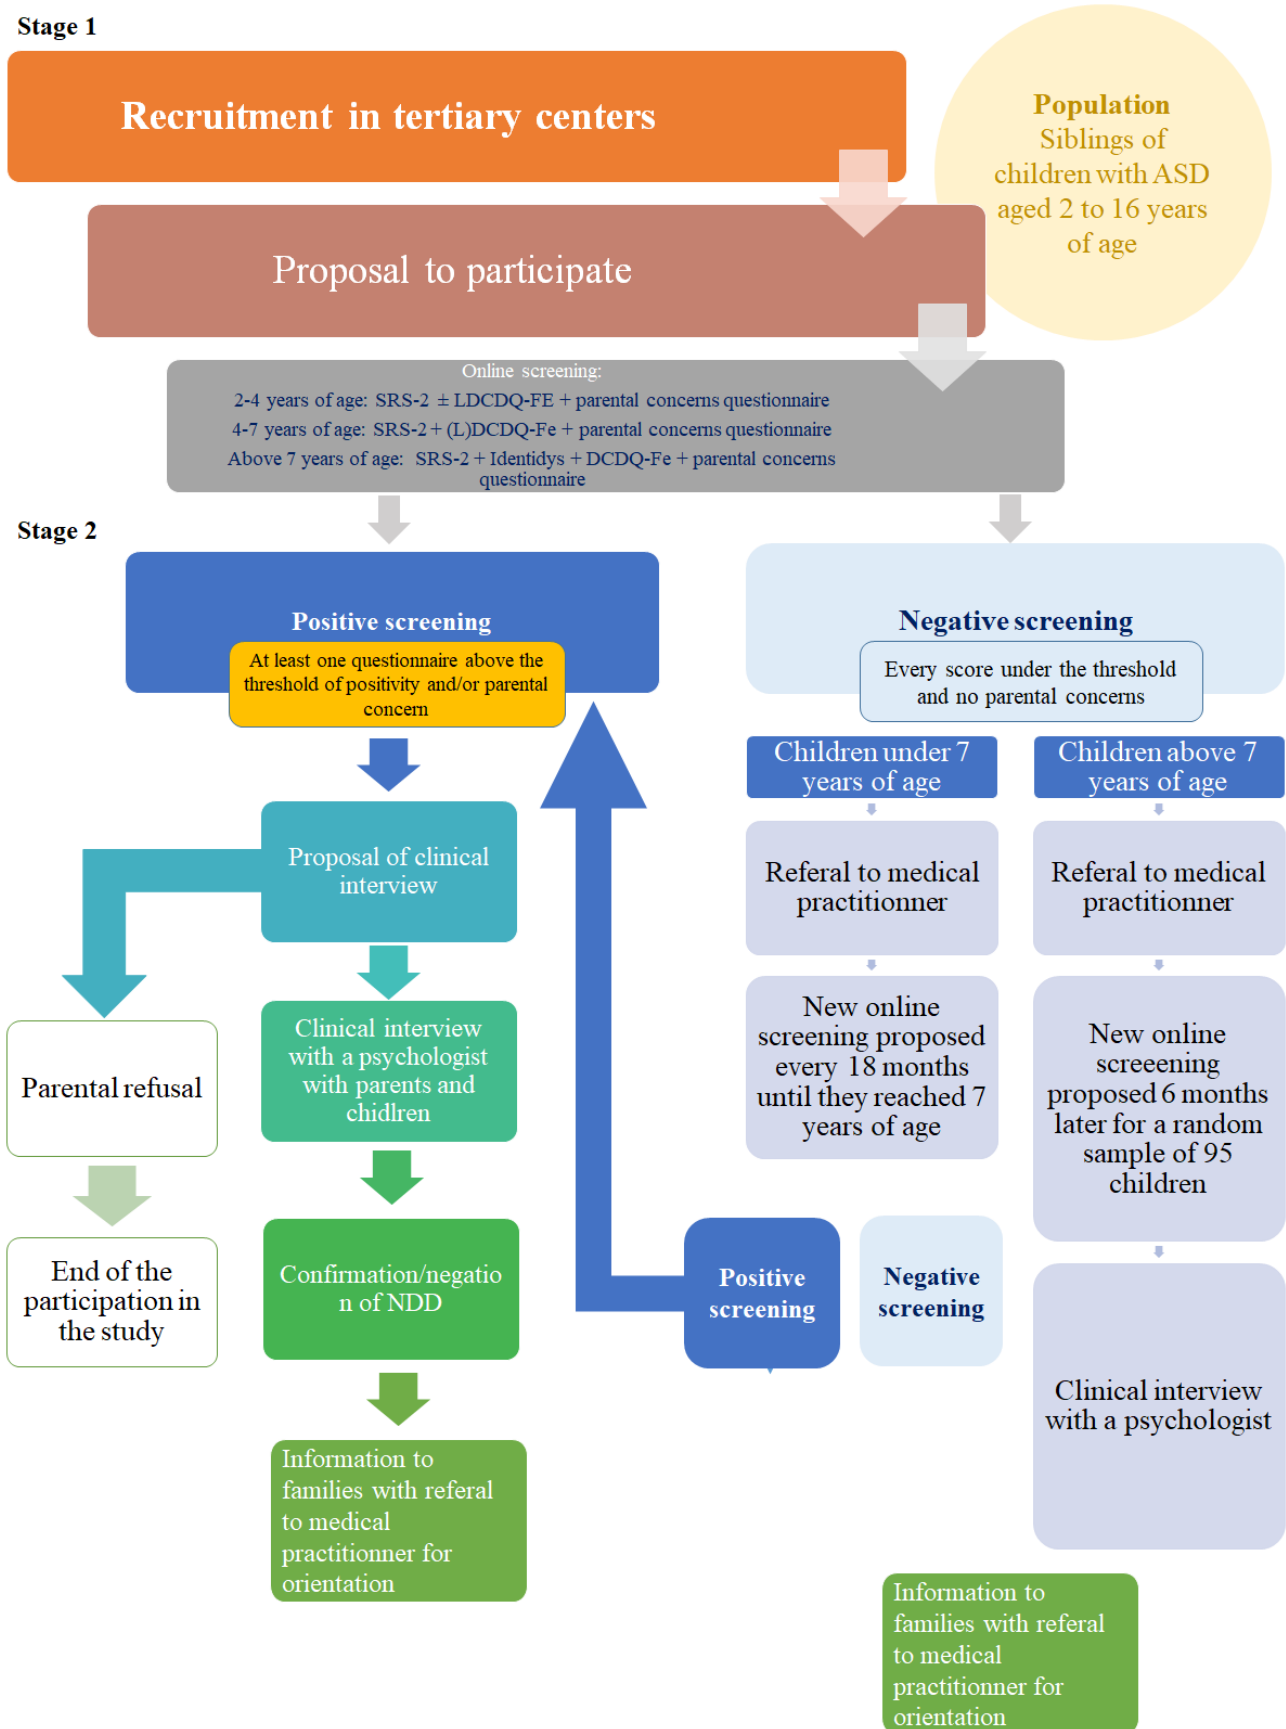 Stage 1
Recruitment in tertiary centers
Population
Siblings of
children with ASD
aged 2 to 16 years
of age
Proposal to participate
Online screening:
2-4 years of age: SRS-2 ± LDCDQ-FE + parental concerns questionnaire
4-7 years of age: SRS-2 + (L)DCDQ-Fe + parental concerns questionnaire
Above 7 years of age: SRS-2 + Identidys + DCDQ-Fe + parental concerns
questionnaire
Stage 2
Positive screening
At least one questionnaire above the
threshold of positivity and/or parental
concern
Negative screening
Every score under the threshold
and no parental concerns
Children under 7
years of age
Children above 7
years of age
Proposal of clinical
interview
Referal to medical
practitionner
Referal to medical
practitionner
Parental refusal
Clinical interview
with a psychologist
with parents and
chidlren
New online
screening proposed
every 18 months
until they reached 7
years of age
New online
screeening
proposed 6 months
later for a random
sample of 95
children
End of the
participation in
the study
Confirmation/negatio
n of NDD
Positive
screening
Negative
screening
Clinical interview
with a psychologist
Information to
families with referal
to medical
practitionner for
orientation
Information to
families with referal
to medical
practitionner for
orientation